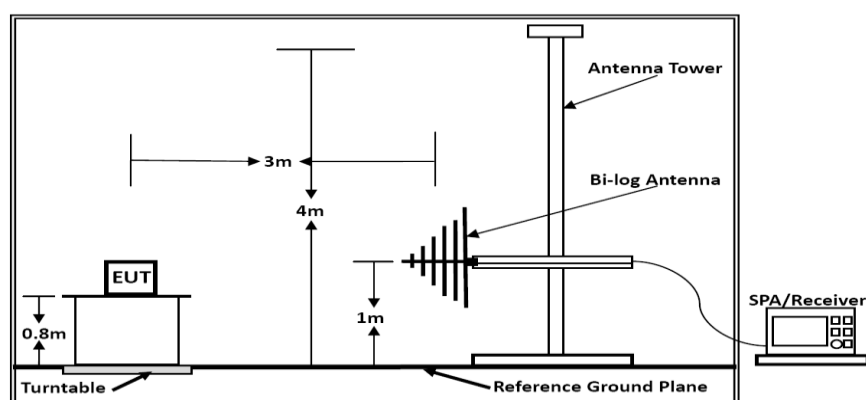 Antenna Tower
3m
Bi-log Antenna
4m
EUT
SPA/Receiver
0.8m
1m
Turntable
Reference Ground Plane